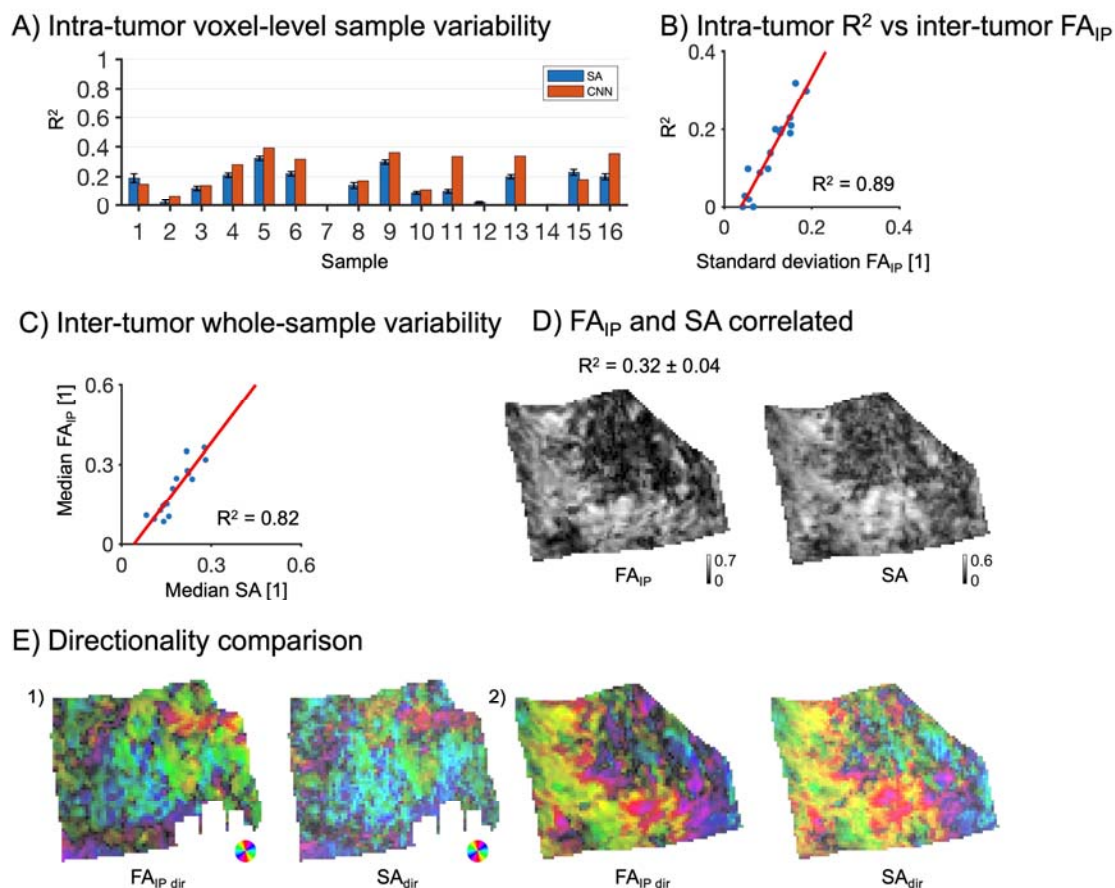 A) Intra-tumor voxel-level sample variability
1
0.8
0.6
0.4
0.2
0
R²
SA
CNN
1 2 3 4 5 6 7 8 9 10 11 12 13 14 15 16
Sample
B) Intra-tumor R² vs inter-tumor FA_IP
0.4
0.2
0
R²
R² = 0.89
0 0.2 0.4
Standard deviation FA_IP [1]
C) Inter-tumor whole-sample variability
0.6
0.3
0
Median FA_IP [1]
R² = 0.82
0 0.3 0.6
Median SA [1]
D) FA_IP and SA correlated
R² = 0.32 ± 0.04
0.7
0
FA_IP
0.6
0
SA
E) Directionality comparison
1)
2)
FA_IP dir SA_dir FA_IP dir SA_dir